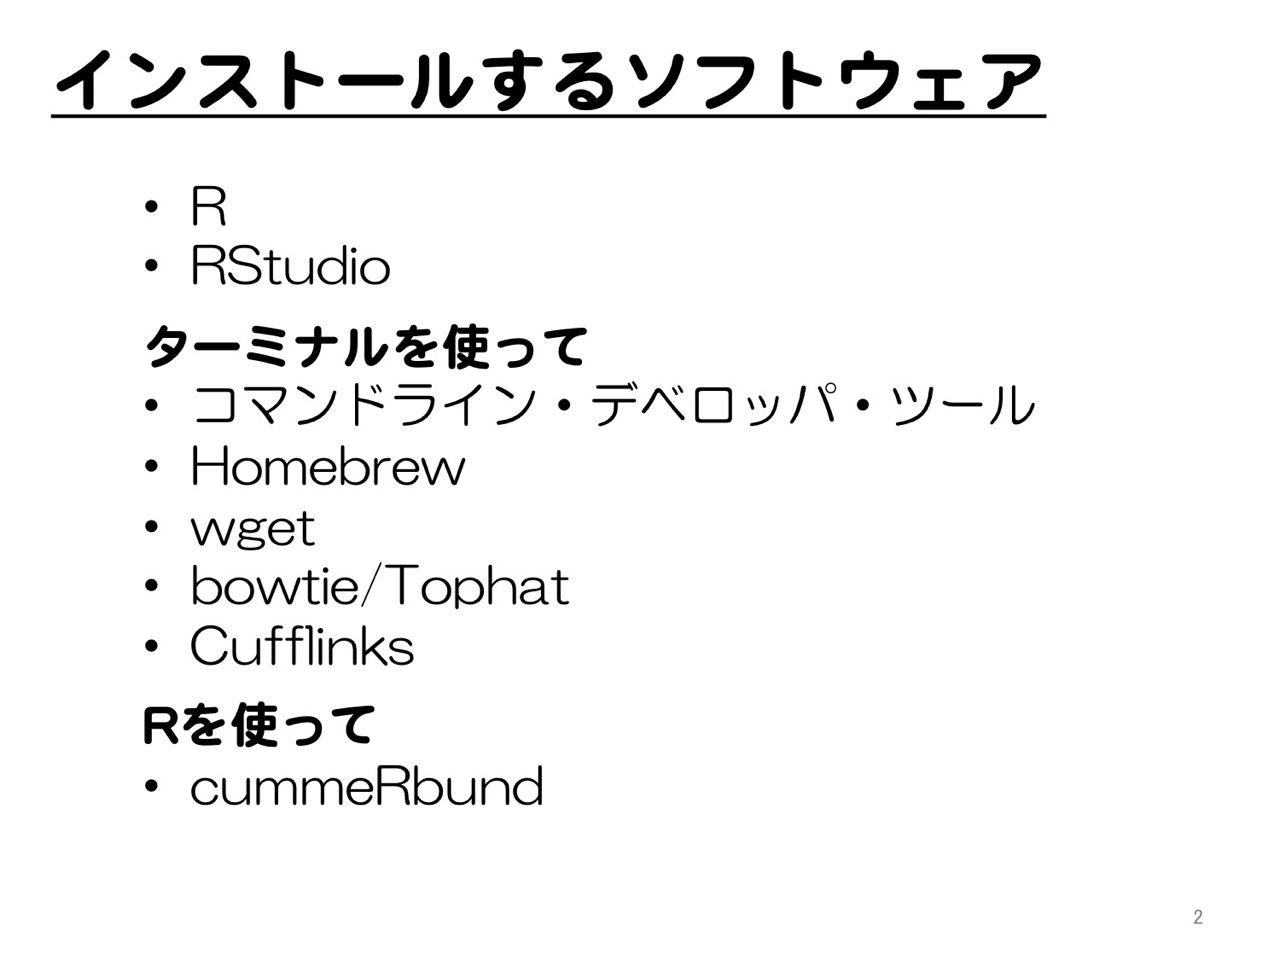 インストールするソフトウェア
• R
• RStudio
ターミナルを使って
• コマンドライン・デベロッパ・ツール
• Homebrew
• wget
• bowtie/Tophat
• Cufflinks
Rを使って
• cummeRbund
2